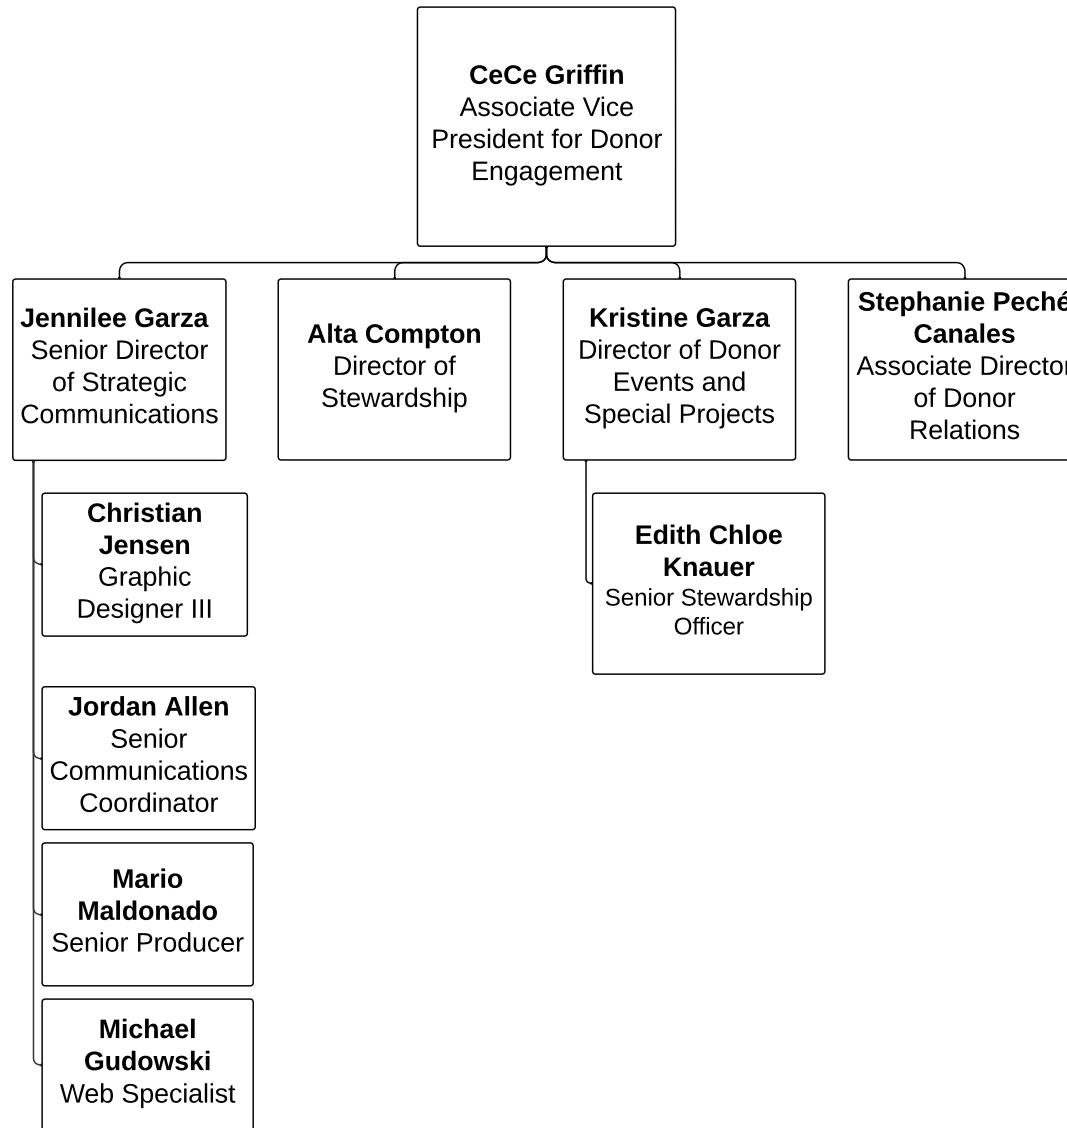 CeCe Griffin
Associate Vice
President for Donor
Engagement
Jennilee Garza
Senior Director
of Strategic
Communications
Alta Compton
Director of
Stewardship
Kristine Garza
Director of Donor
Events and
Special Projects
Stephanie Peché
Canales
Associate Director
of Donor
Relations
Christian
Jensen
Graphic
Designer III
Edith Chloe
Knauer
Senior Stewardship
Officer
Jordan Allen
Senior
Communications
Coordinator
Mario
Maldonado
Senior Producer
Michael
Gudowski
Web Specialist